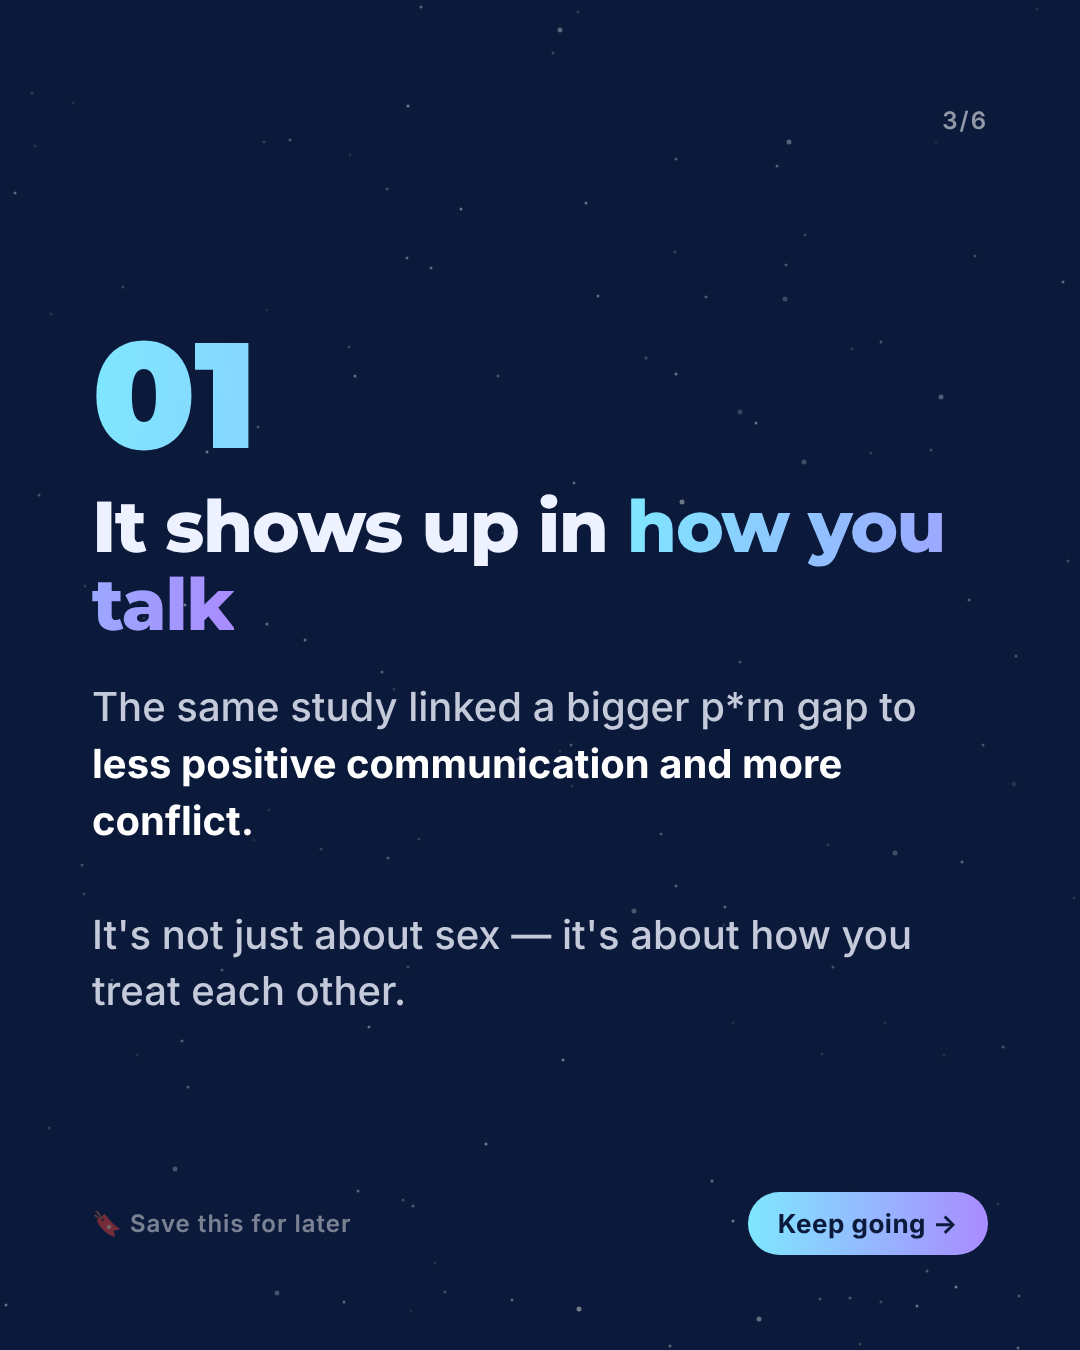 3/6
01
It shows up in how you
talk
The same study linked a bigger p*rn gap to
less positive communication and more
conflict.
It's not just about sex — it's about how you
treat each other.
🔖 Save this for later
Keep going →